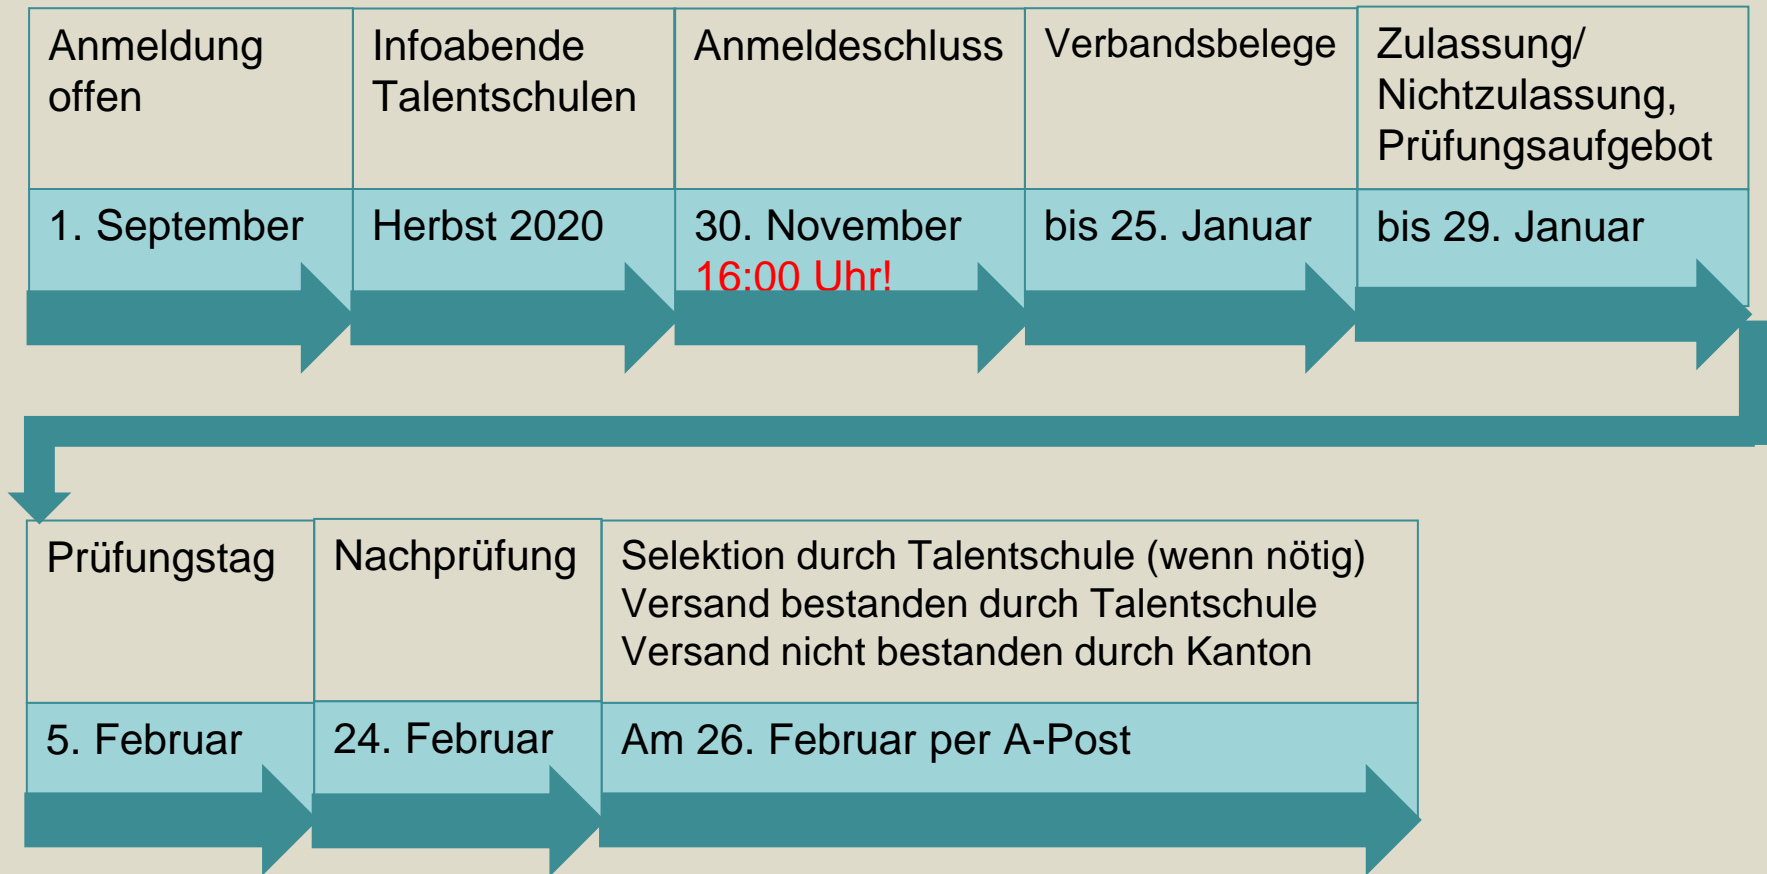 Anmeldung
offen
Infoabende
Talentschulen
Anmeldeschluss
Verbandsbelege
Zulassung/
Nichtzulassung,
Prüfungsaufgebot
1. September
Herbst 2020
30. November
16:00 Uhr!
bis 25. Januar
bis 29. Januar
Prüfungstag
Nachprüfung
Selektion durch Talentschule (wenn nötig)
Versand bestanden durch Talentschule
Versand nicht bestanden durch Kanton
5. Februar
24. Februar
Am 26. Februar per A-Post